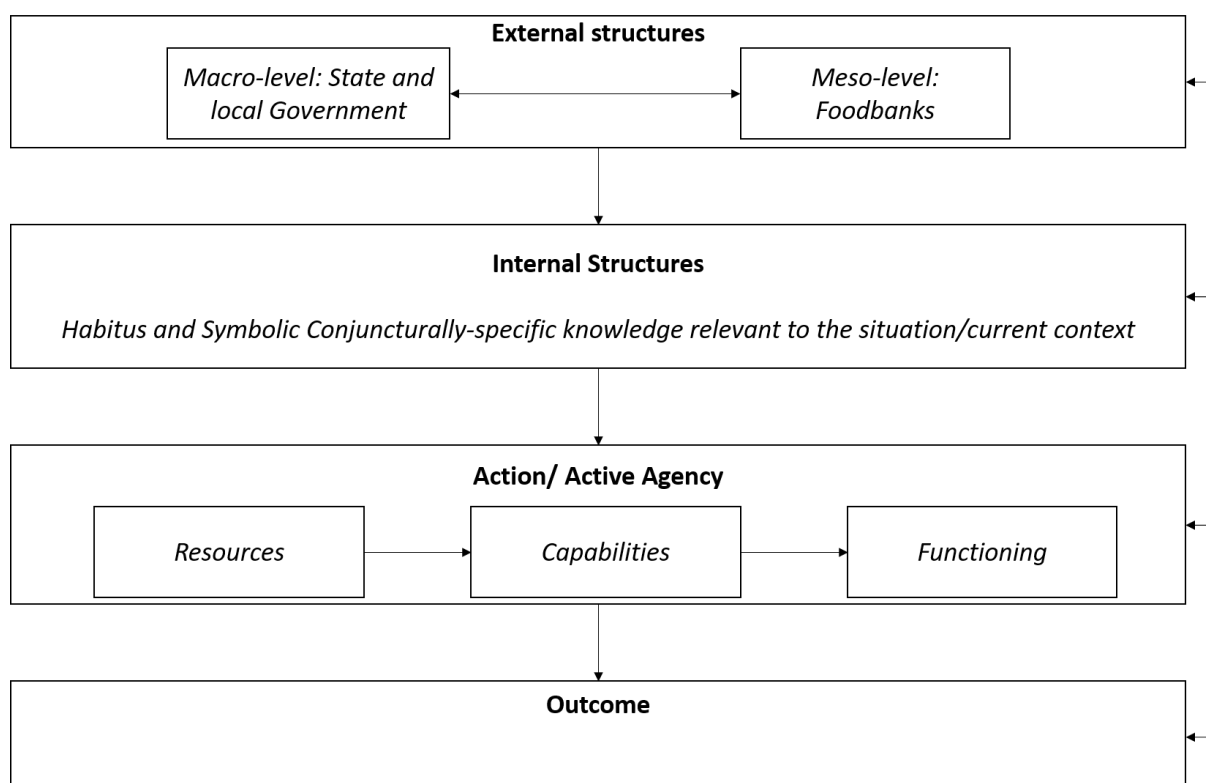 External structures
Macro-level: State and
local Government
Meso-level:
Foodbanks
Internal Structures
Habitus and Symbolic Conjuncturally-specific knowledge relevant to the situation/current context
Action/ Active Agency
Resources
Capabilities
Functioning
Outcome